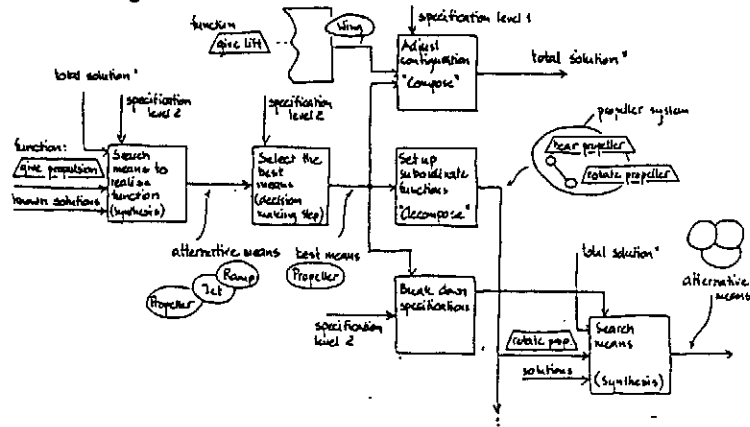 function
give lift
Wing
specification level 1
Adjust
configuration
"Compose"
total solution"
total solution'
specification
level 2
function:
give propulsion
known solutions
Search
means to
realise
function
(synthesis)
specification
level 2
Select the
best
means
(decision
making step)
alternative means
Propeller
Jet
Ramp
best means
Propeller
Set up
subordinate
functions
"decompose"
propeller system
bear propeller
rotate propeller
Break down
specifications
specification
level 2
total solution"
rotate prop.
solutions
Search
means
(Synthesis)
alternative
means